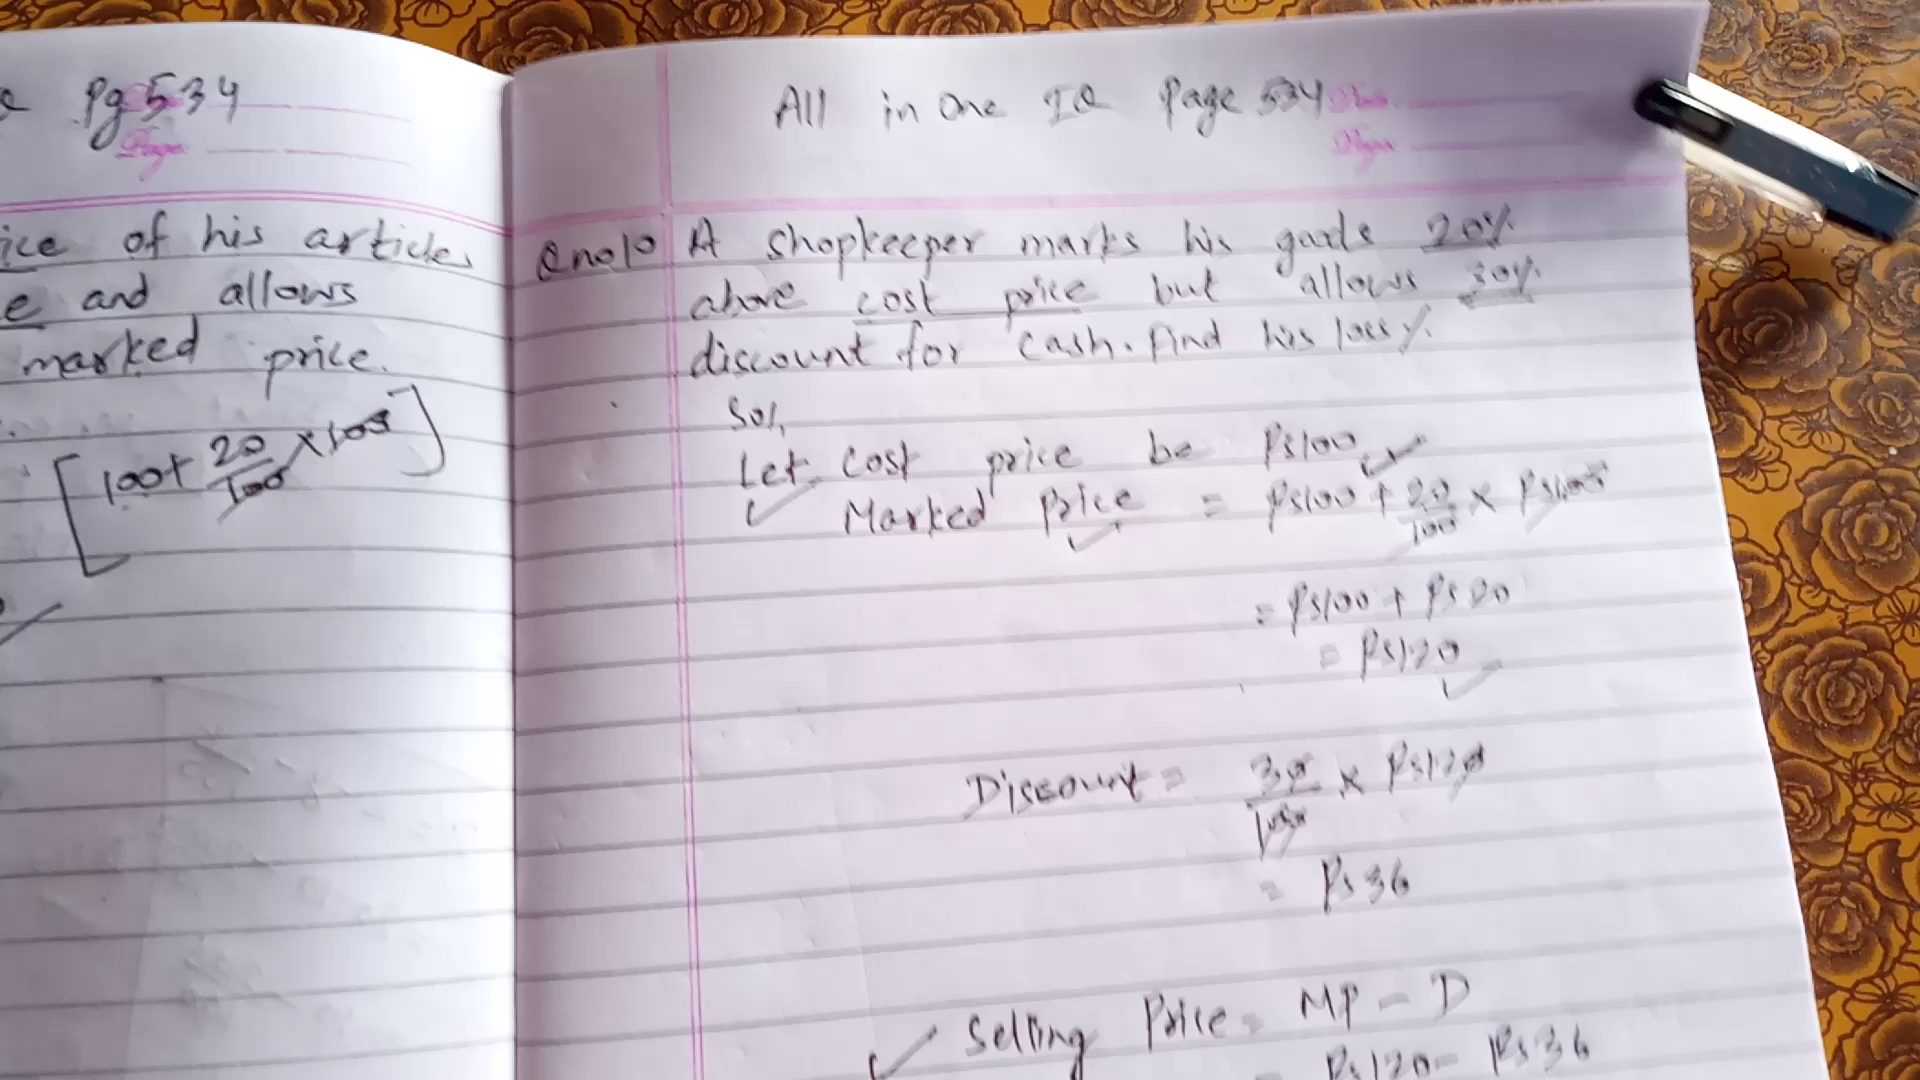 Pg 534
Page
ice of his articles
e and allows
marked price.
[100+ 20/100 × 100]
All in One IQ Page 534
Page
Qno10 A Shopkeeper marks his goods 20%
above cost price but allows 30%
discount for cash. Find his loss%.
Sol,
Let, Cost price be Rs100
Marked Price = Rs100 + 20/100 × Rs100
= Rs100 + Rs20
= Rs120
Discount = 30/100 × Rs120
= Rs36
Selling Price = MP - D
= Rs120 - Rs36